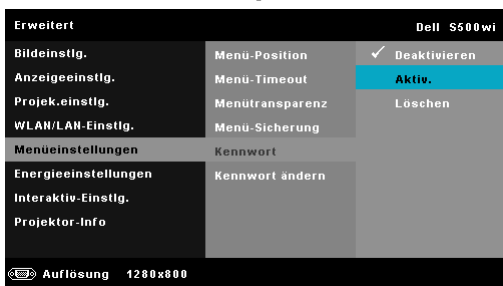 Erweitert Dell S500wi
Bildeinstlg. Menü-Position ✓ Deaktivieren
Anzeigeeinstlg. Menü-Timeout Aktiv.
Projek.einstlg. Menütransparenz Löschen
WLAN/LAN-Einstlg. Menü-Sicherung
Menüeinstellungen Kennwort
Energieeinstellungen Kennwort ändern
Interaktiv-Einstlg.
Projektor-Info
Auflösung 1280x800